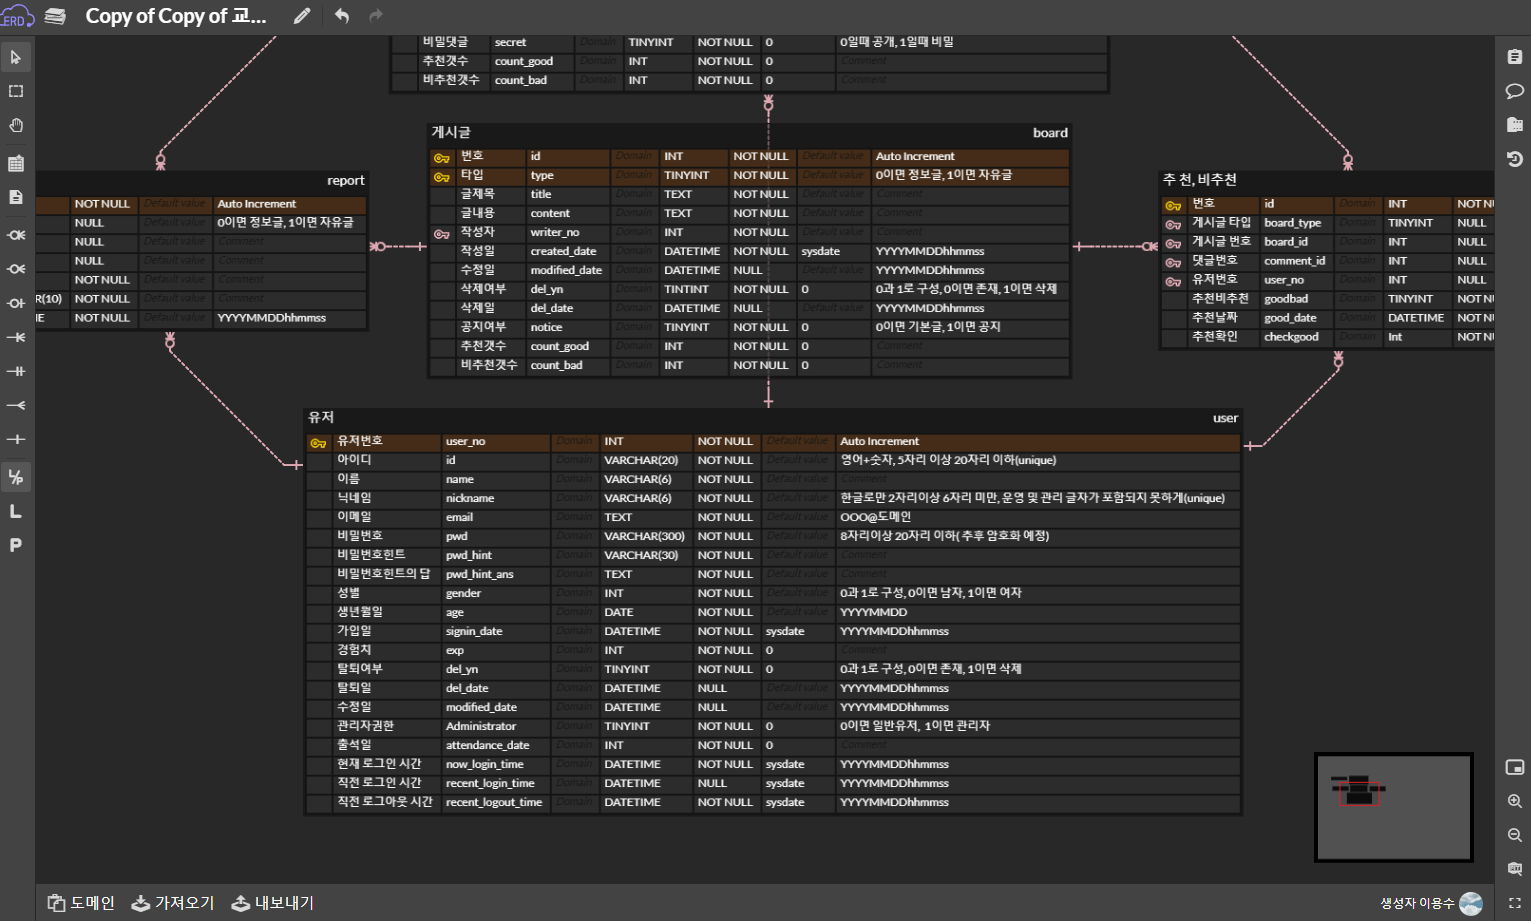 ERD
Copy of Copy of 교...
비밀댓글 secret Domain TINYINT NOT NULL 0 0일때 공개, 1일때 비밀
추천갯수 count_good Domain INT NOT NULL 0 Comment
비추천갯수 count_bad Domain INT NOT NULL 0 Comment
게시글 board
번호 id Domain INT NOT NULL Default value Auto Increment
타입 type Domain TINYINT NOT NULL Default value 0이면 정보글, 1이면 자유글
글제목 title Domain TEXT NOT NULL Default value Comment
글내용 content Domain TEXT NOT NULL Default value Comment
작성자 writer_no Domain INT NOT NULL Default value Comment
작성일 created_date Domain DATETIME NOT NULL sysdate YYYYMMDDhhmmss
수정일 modified_date Domain DATETIME NULL Default value YYYYMMDDhhmmss
삭제여부 del_yn Domain TINTINT NOT NULL 0 0과 1로 구성, 0이면 존재, 1이면 삭제
삭제일 del_date Domain DATETIME NULL Default value YYYYMMDDhhmmss
공지여부 notice Domain TINYINT NOT NULL 0 0이면 기본글, 1이면 공지
추천갯수 count_good Domain INT NOT NULL 0 Comment
비추천갯수 count_bad Domain INT NOT NULL 0 Comment
report
NOT NULL Default value Auto Increment
NULL Default value 0이면 정보글, 1이면 자유글
NULL Default value Comment
NULL Default value Comment
NOT NULL Default value Comment
R(10) NOT NULL Default value Comment
ME NOT NULL Default value YYYYMMDDhhmmss
추천, 비추천
번호 id Domain INT NOT N
게시글 타입 board_type Domain TINYINT NULL
게시글 번호 board_id Domain INT NULL
댓글번호 comment_id Domain INT NULL
유저번호 user_no Domain INT NULL
추천비추천 goodbad Domain TINYINT NOT N
추천날짜 good_date Domain DATETIME NOT N
추천확인 checkgood Domain Int NOT N
유저 user
유저번호 user_no Domain INT NOT NULL Default value Auto Increment
아이디 id Domain VARCHAR(20) NOT NULL Default value 영어+숫자, 5자리 이상 20자리 이하(unique)
이름 name Domain VARCHAR(6) NOT NULL Default value Comment
닉네임 nickname Domain VARCHAR(6) NOT NULL Default value 한글로만 2자리이상 6자리 미만, 운영 및 관리 글자가 포함되지 못하게(unique)
이메일 email Domain TEXT NOT NULL Default value OOO@도메인
비밀번호 pwd Domain VARCHAR(300) NOT NULL Default value 8자리이상 20자리 이하( 추후 암호화 예정)
비밀번호힌트 pwd_hint Domain VARCHAR(30) NOT NULL Default value Comment
비밀번호힌트의 답 pwd_hint_ans Domain TEXT NOT NULL Default value Comment
성별 gender Domain INT NOT NULL Default value 0과 1로 구성, 0이면 남자, 1이면 여자
생년월일 age Domain DATE NOT NULL Default value YYYYMMDD
가입일 signin_date Domain DATETIME NOT NULL sysdate YYYYMMDDhhmmss
경험치 exp Domain INT NOT NULL 0 Comment
탈퇴여부 del_yn Domain TINYINT NOT NULL 0 0과 1로 구성, 0이면 존재, 1이면 삭제
탈퇴일 del_date Domain DATETIME NULL Default value YYYYMMDDhhmmss
수정일 modified_date Domain DATETIME NULL Default value YYYYMMDDhhmmss
관리자권한 Administrator Domain TINYINT NOT NULL 0 0이면 일반유저, 1이면 관리자
출석일 attendance_date Domain INT NOT NULL 0 Comment
현재 로그인 시간 now_login_time Domain DATETIME NOT NULL sysdate YYYYMMDDhhmmss
직전 로그인 시간 recent_login_time Domain DATETIME NULL sysdate YYYYMMDDhhmmss
직전 로그아웃 시간 recent_logout_time Domain DATETIME NOT NULL sysdate YYYYMMDDhhmmss
L/P
L
P
도메인 가져오기 내보내기 생성자 이용수